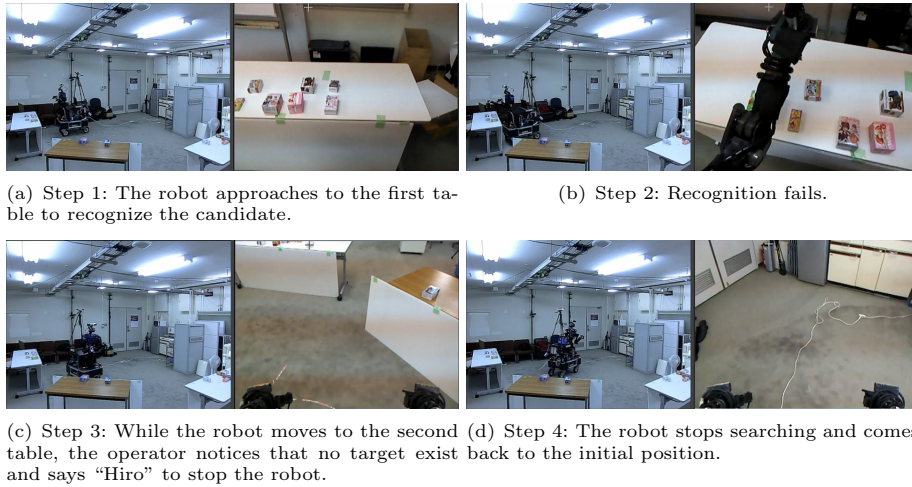 (a) Step 1: The robot approaches to the first ta-
ble to recognize the candidate.
(b) Step 2: Recognition fails.
(c) Step 3: While the robot moves to the second
table, the operator notices that no target exist
and says “Hiro” to stop the robot.
(d) Step 4: The robot stops searching and comes
back to the initial position.